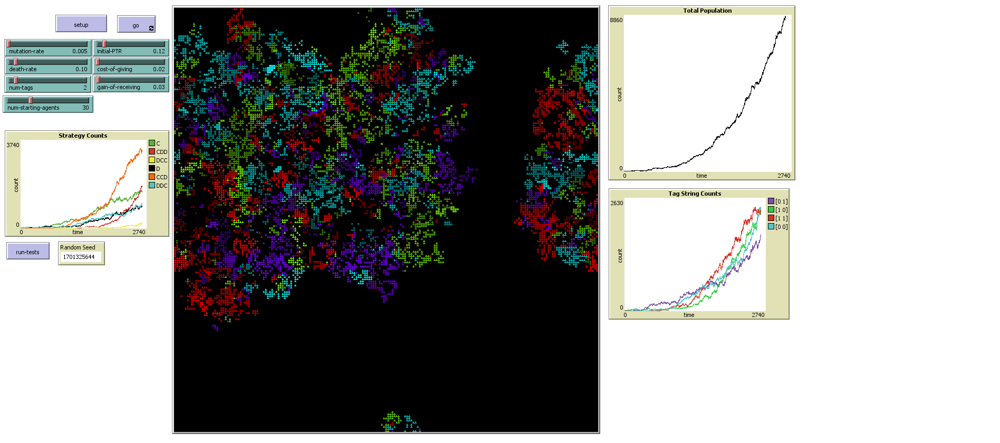 setup
go
mutation-rate 0.005
initial-PTR 0.12
death-rate 0.10
cost-of-giving 0.02
num-tags 2
gain-of-receiving 0.03
num-starting-agents 30
Strategy Counts
3740
count
0
0
time
2740
C
CDD
DCC
D
CCD
DDC
run-tests
Random Seed
1701325644
Total Population
8860
count
0
0
time
2740
Tag String Counts
2630
count
0
0
time
2740
[0 1]
[1 0]
[1 1]
[0 0]